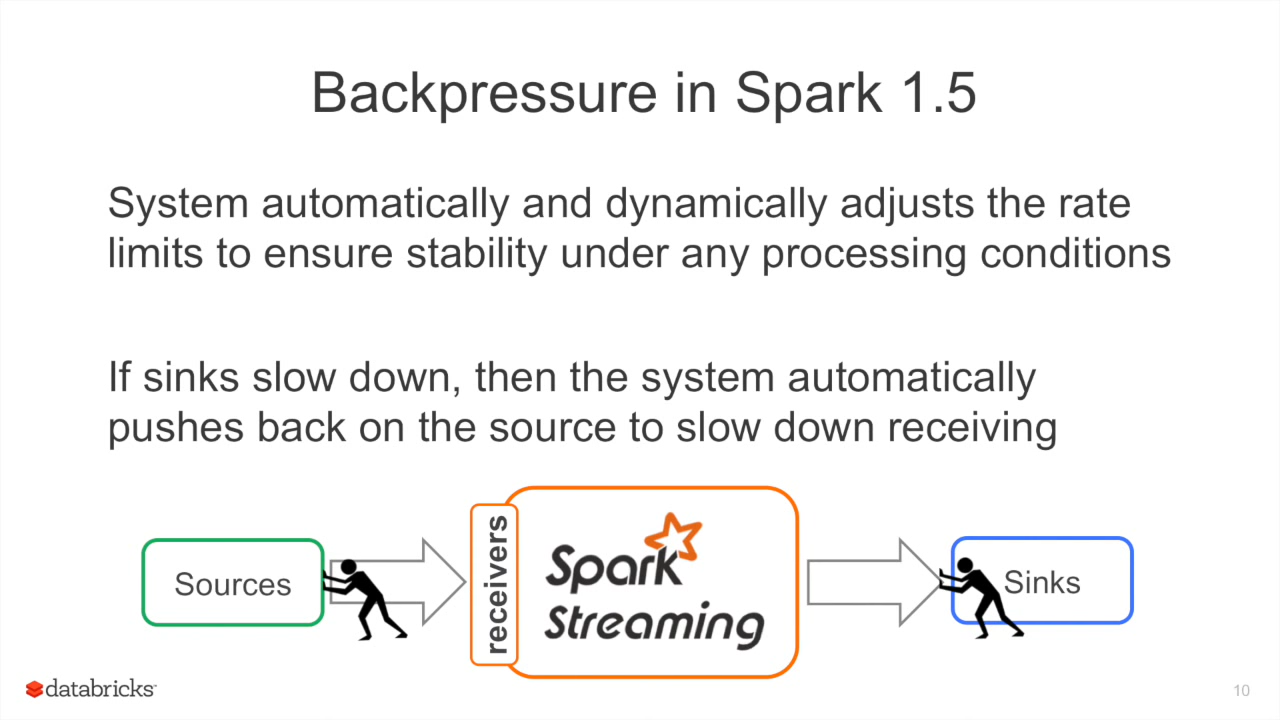 Backpressure in Spark 1.5
System automatically and dynamically adjusts the rate
limits to ensure stability under any processing conditions
If sinks slow down, then the system automatically
pushes back on the source to slow down receiving
Sources
receivers
Spark
Streaming
Sinks
databricks
10